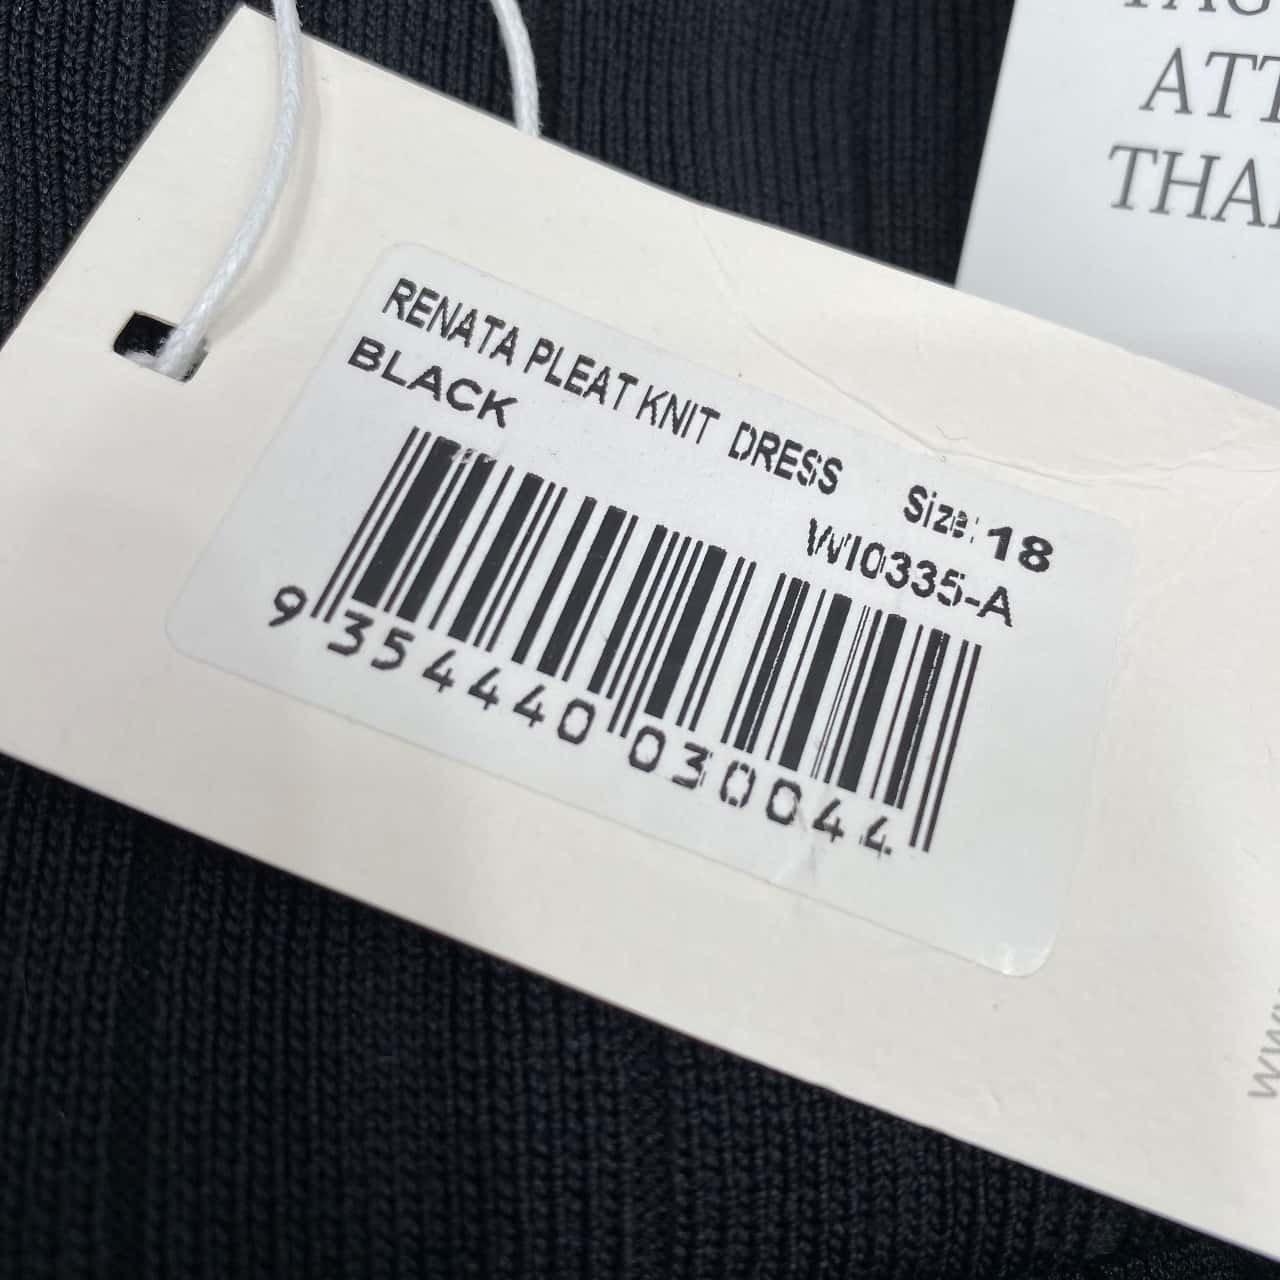 ATT
THA
RENATA PLEAT KNIT DRESS
BLACK
Size: 18
WI0335-A
9 354440 030044